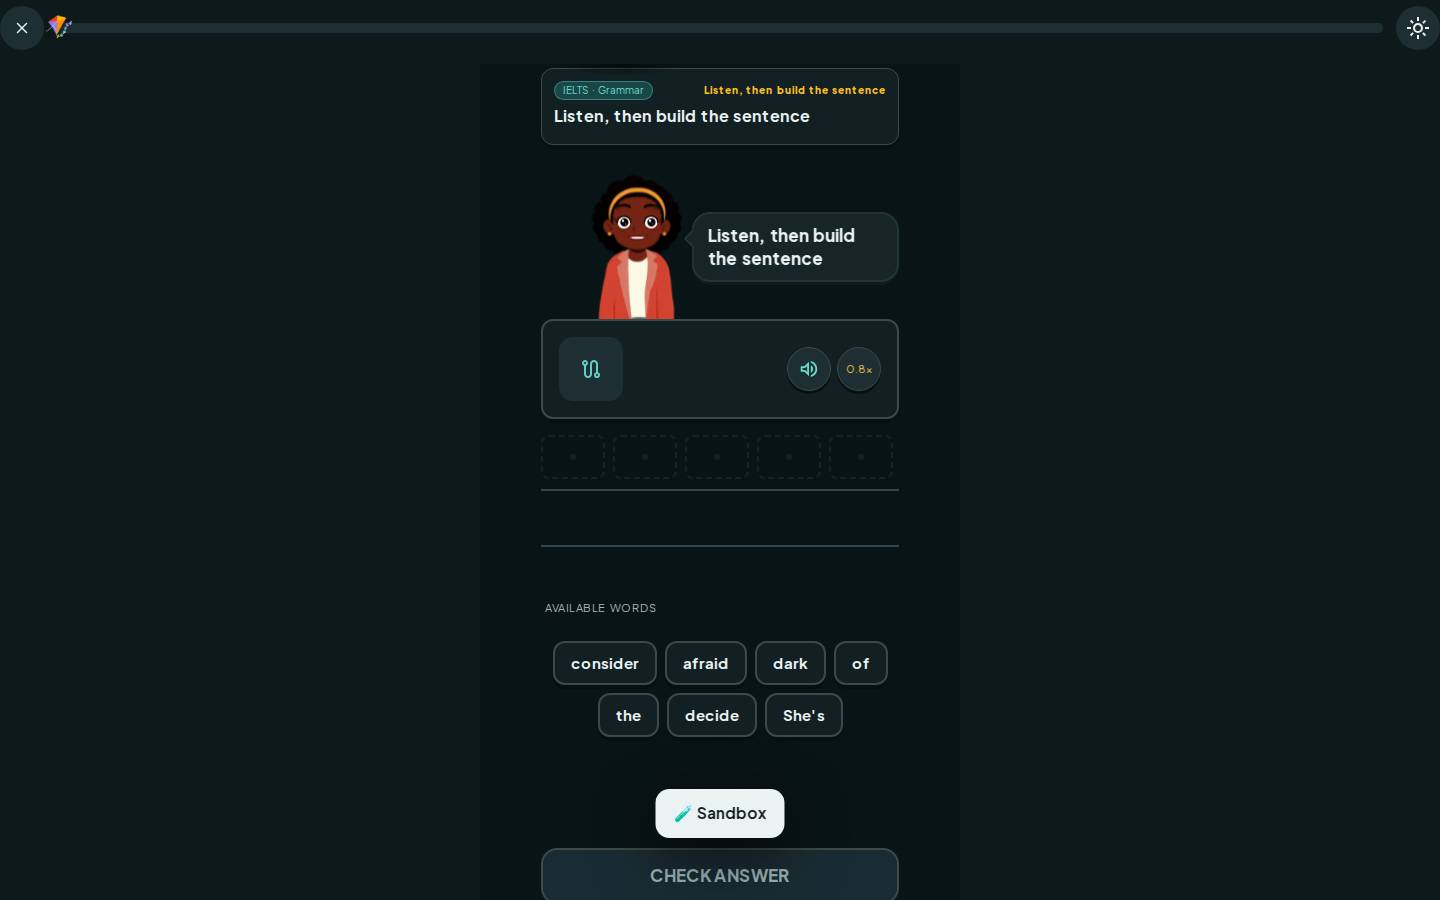 IELTS · Grammar
Listen, then build the sentence
Listen, then build the sentence
Listen, then build
the sentence
0.8×
AVAILABLE WORDS
consider
afraid
dark
of
the
decide
She's
Sandbox
CHECK ANSWER